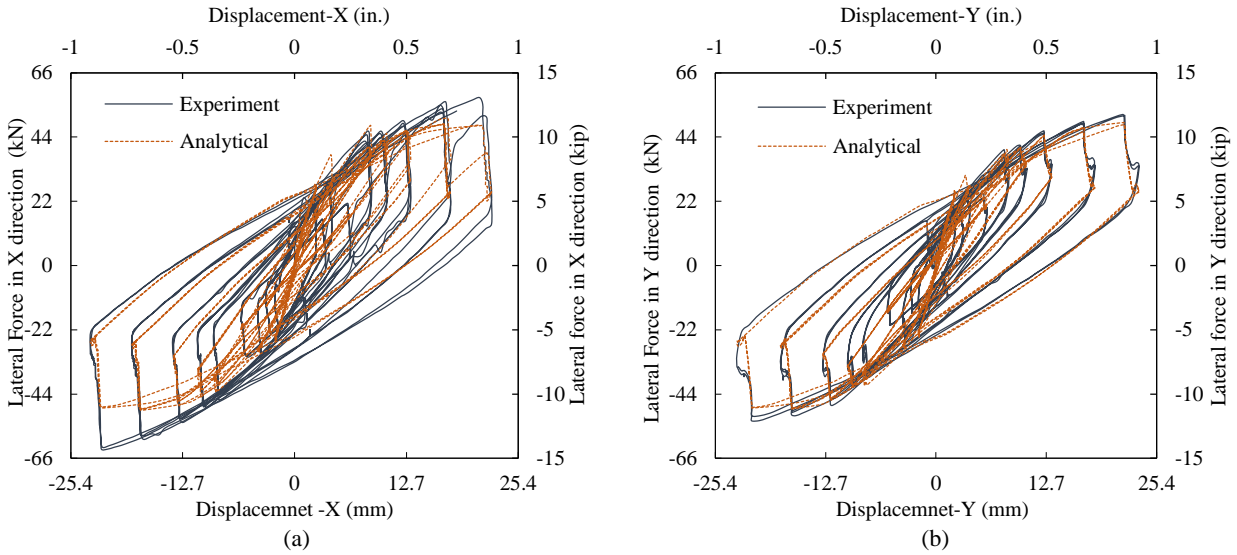 Displacement-X (in.)
-1 -0.5 0 0.5 1
66 44 22 0 -22 -44 -66
Lateral Force in X direction (kN)
Experiment
Analytical
15 10 5 0 -5 -10 -15
Lateral force in X direction (kip)
-25.4 -12.7 0 12.7 25.4
Displacemnet -X (mm)
(a)
Displacement-Y (in.)
-1 -0.5 0 0.5 1
66 44 22 0 -22 -44 -66
Lateral Force in Y direction (kN)
Experiment
Analytical
15 10 5 0 -5 -10 -15
Lateral force in Y direction (kip)
-25.4 -12.7 0 12.7 25.4
Displacemnet-Y (mm)
(b)